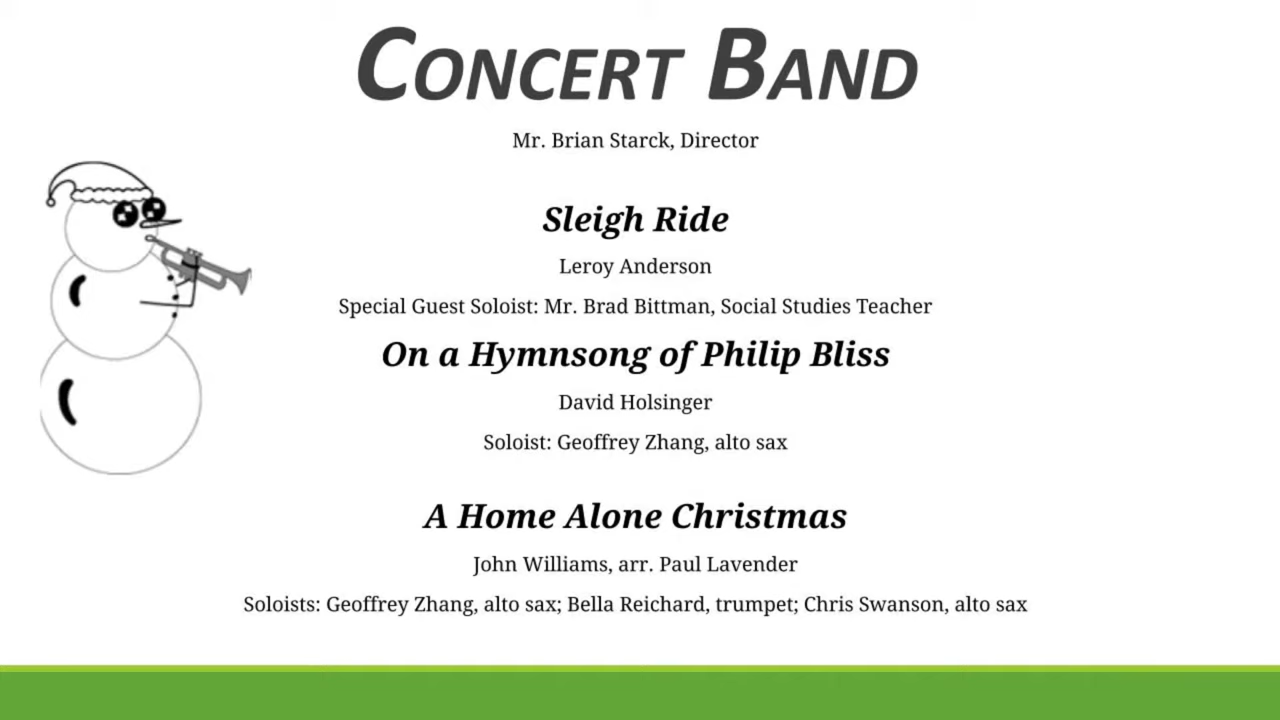 CONCERT BAND
Mr. Brian Starck, Director
Sleigh Ride
Leroy Anderson
Special Guest Soloist: Mr. Brad Bittman, Social Studies Teacher
On a Hymnsong of Philip Bliss
David Holsinger
Soloist: Geoffrey Zhang, alto sax
A Home Alone Christmas
John Williams, arr. Paul Lavender
Soloists: Geoffrey Zhang, alto sax; Bella Reichard, trumpet; Chris Swanson, alto sax